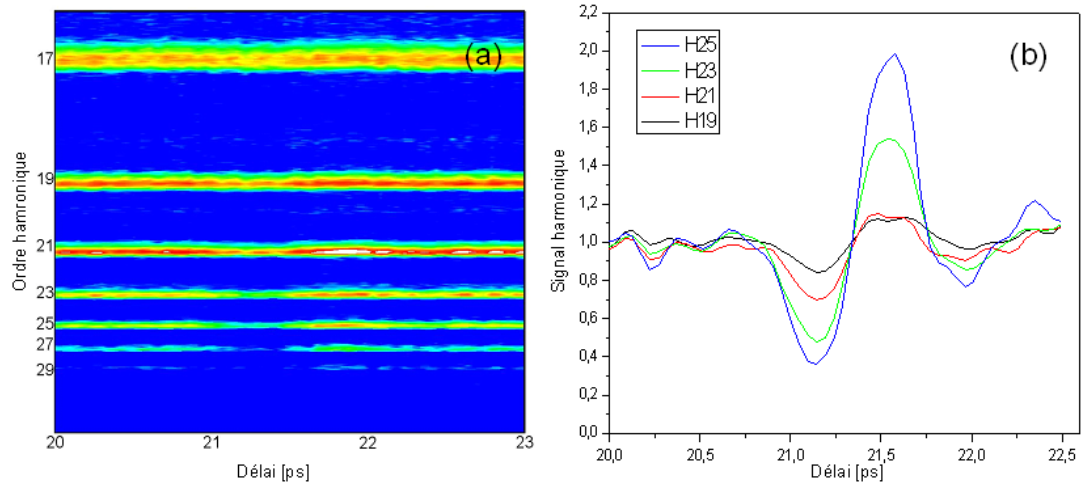 (a)
Ordre hamronique
17
19
21
23
25
27
29
20
21
22
23
Délai [ps]
(b)
H25
H23
H21
H19
Signal harmonique
2,2
2,0
1,8
1,6
1,4
1,2
1,0
0,8
0,6
0,4
0,2
0,0
20,0
20,5
21,0
21,5
22,0
22,5
Délai [ps]